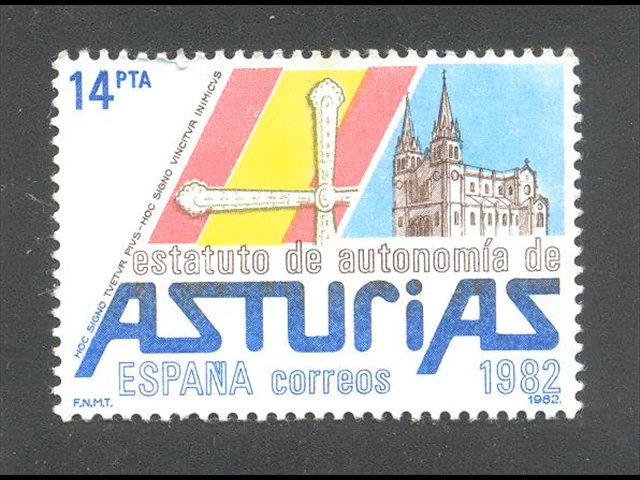 14 PTA
HOC SIGNO TVETVR PIVS - HOC SIGNO VINCITVR INIMICVS
estatuto de autonomía de
ASTURiAS
ESPAÑA correos 1982
F.N.M.T. 1982.